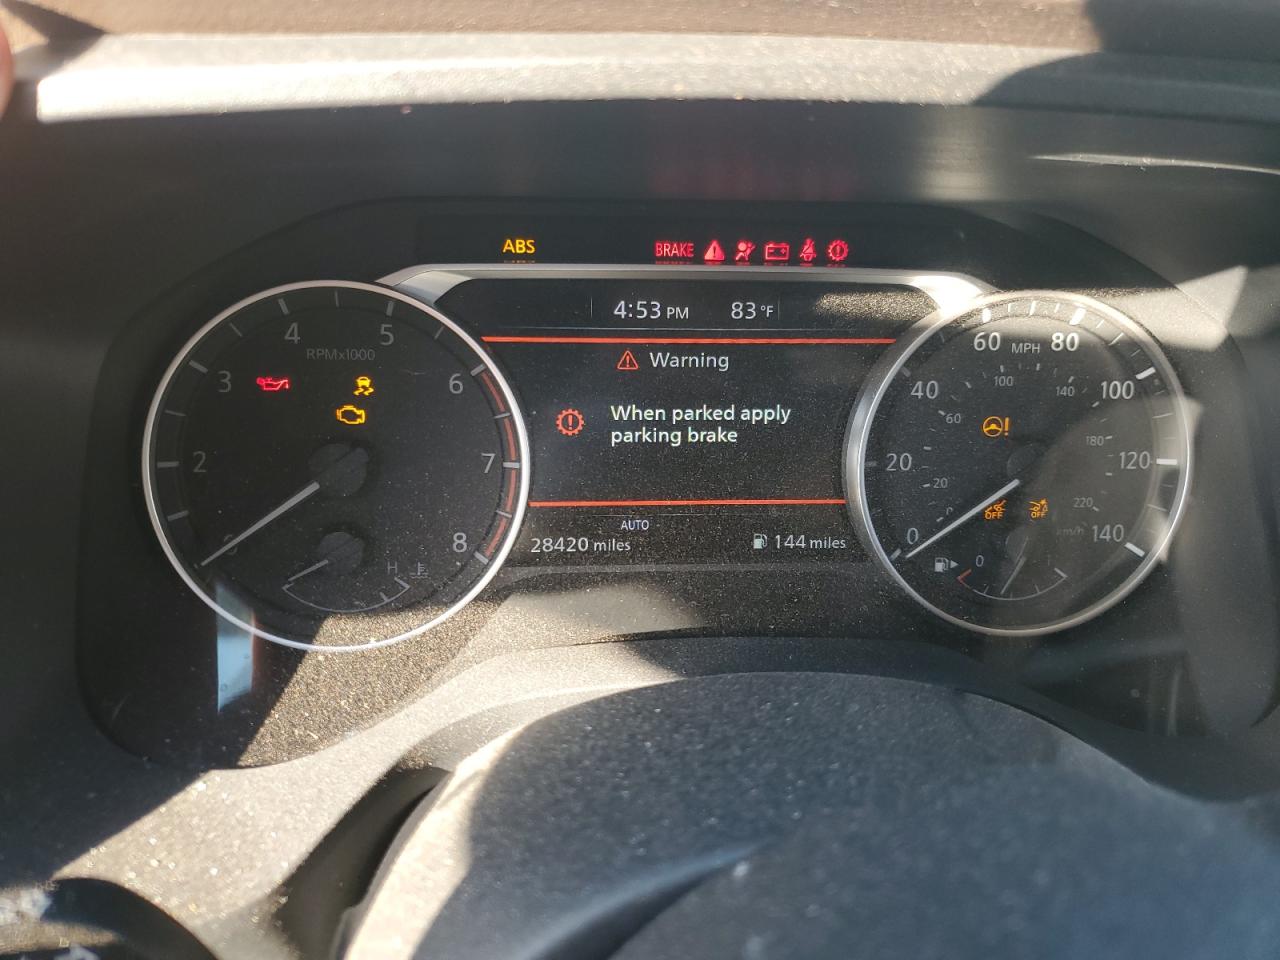 ABS BRAKE
4:53 PM 83 °F
Warning
When parked apply
parking brake
AUTO
28420 miles 144 miles
RPMx1000
2 3 4 5 6 7 8
H
MPH
0 20 40 60 80 100 120 140
20 60 100 140 180 220
km/h
OFF OFF
0 1